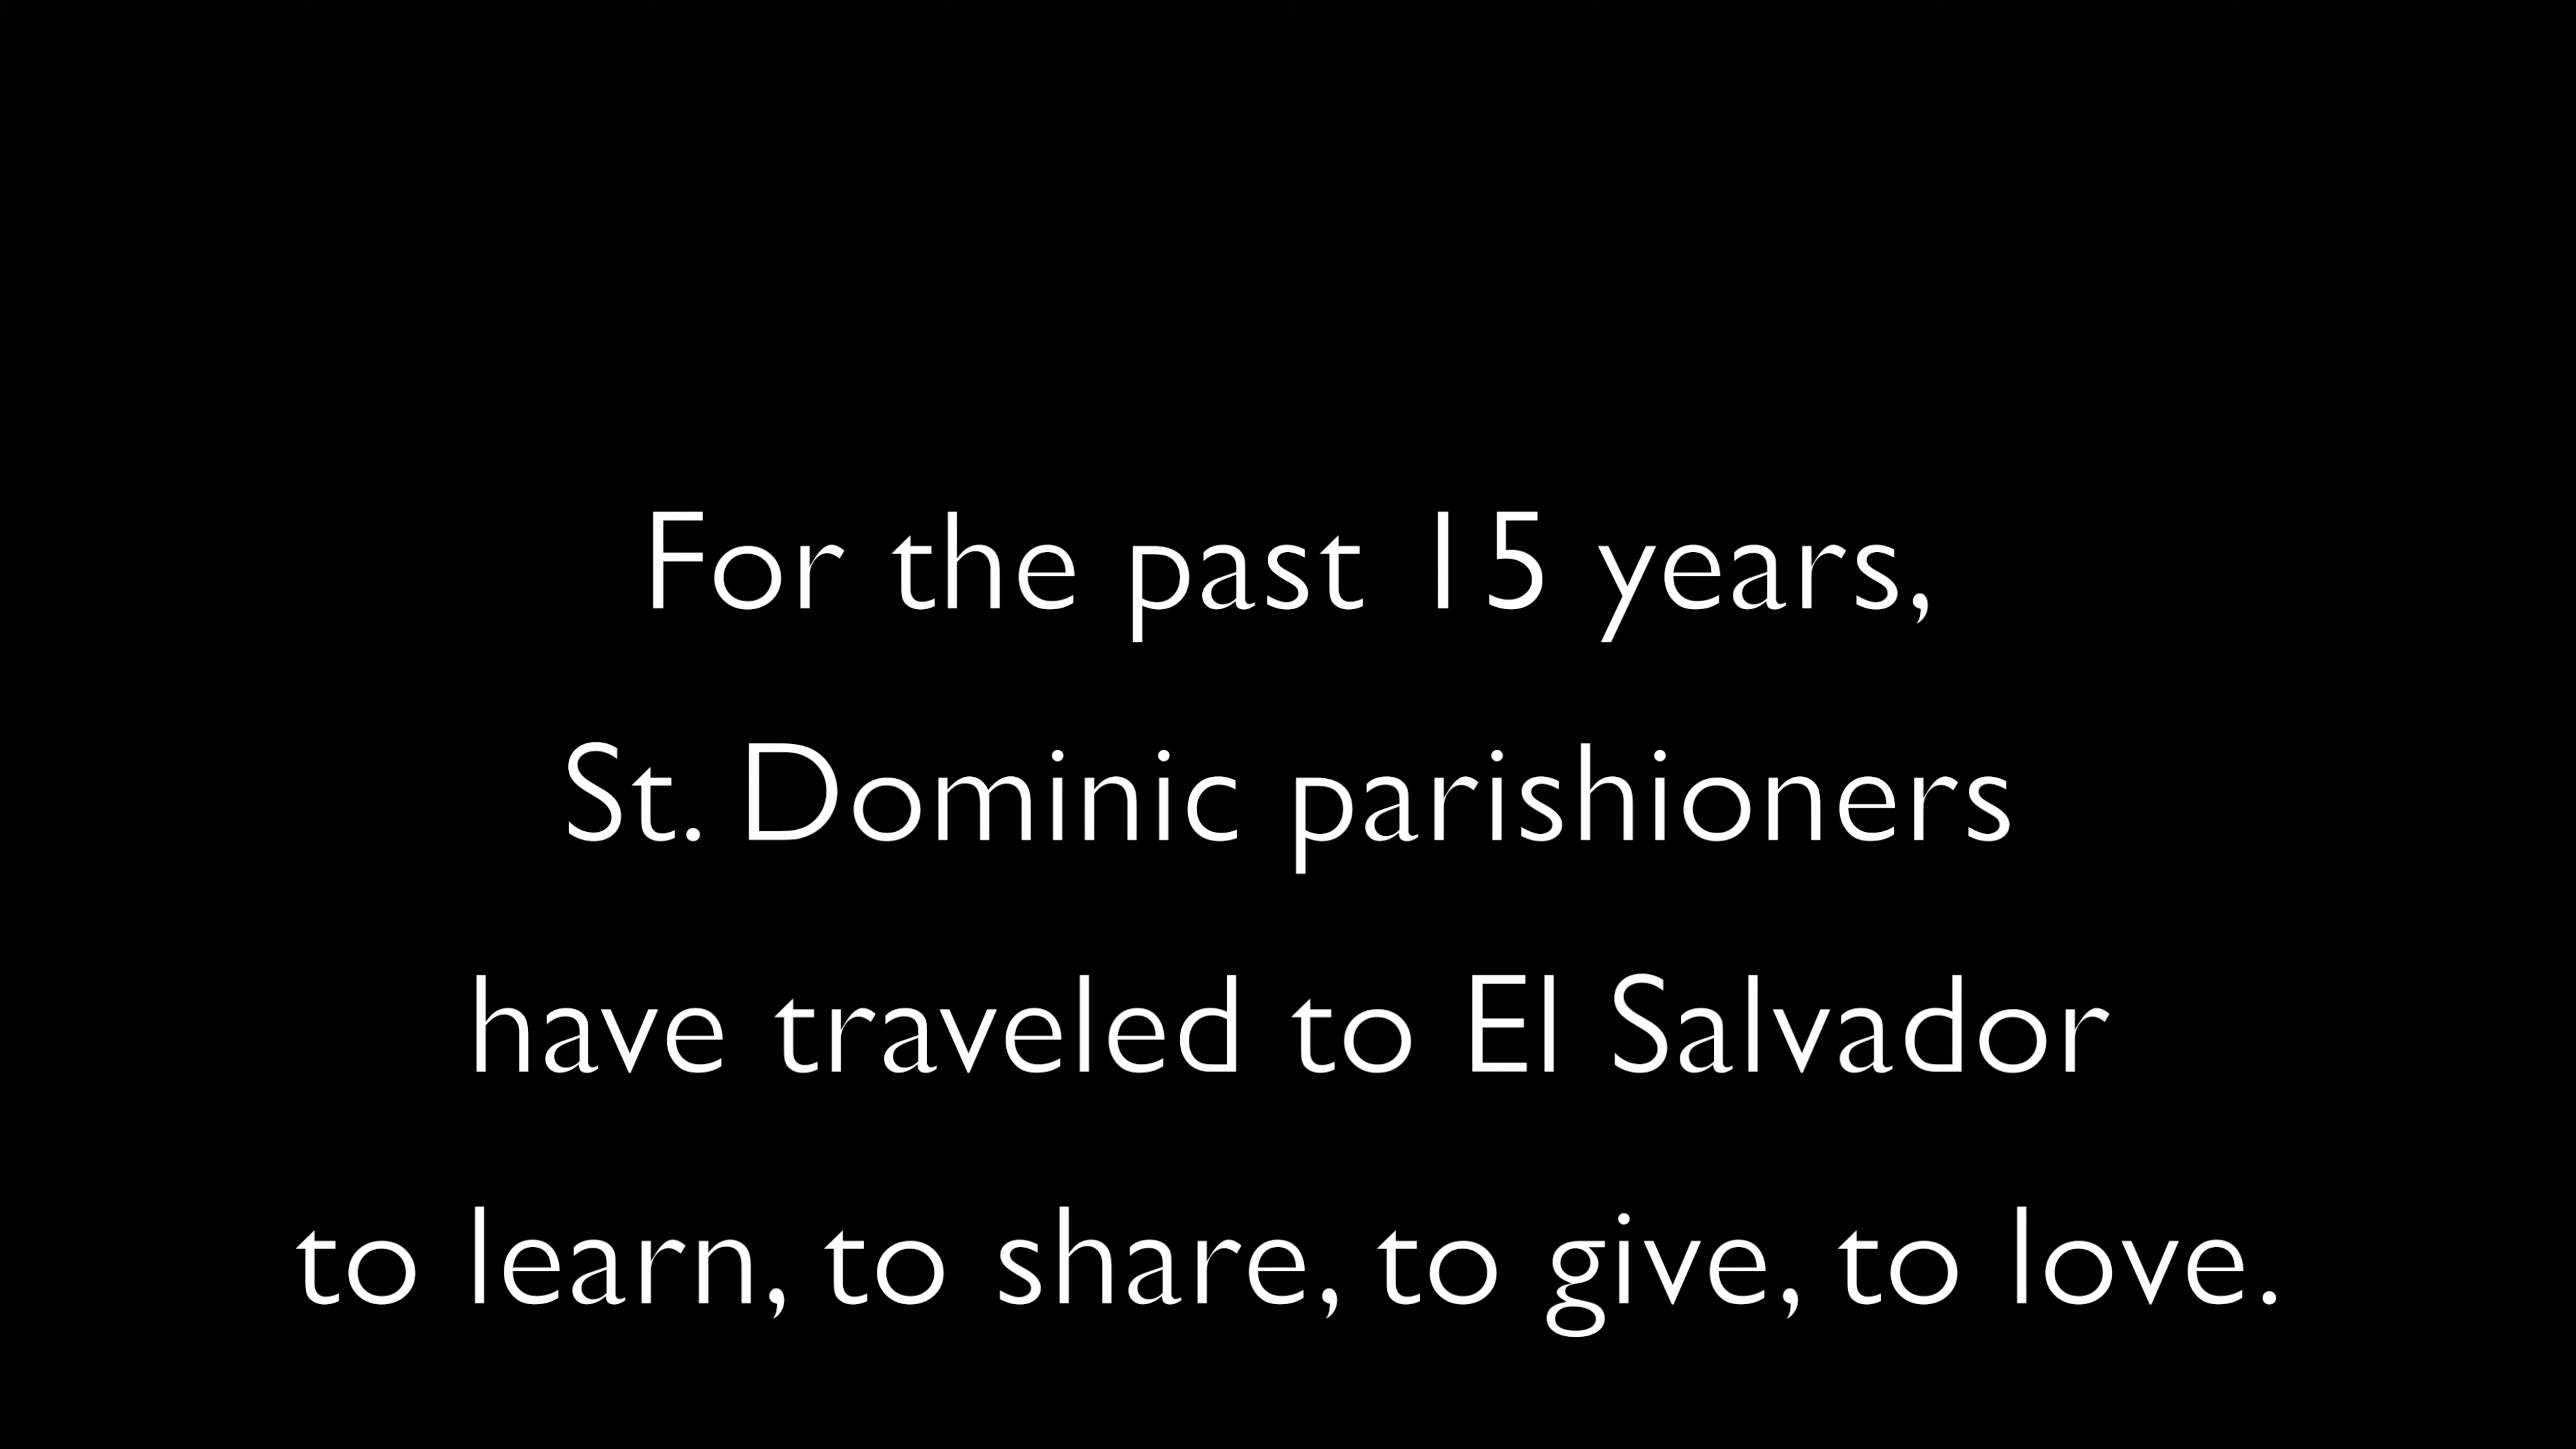 For the past 15 years,
St. Dominic parishioners
have traveled to El Salvador
to learn, to share, to give, to love.